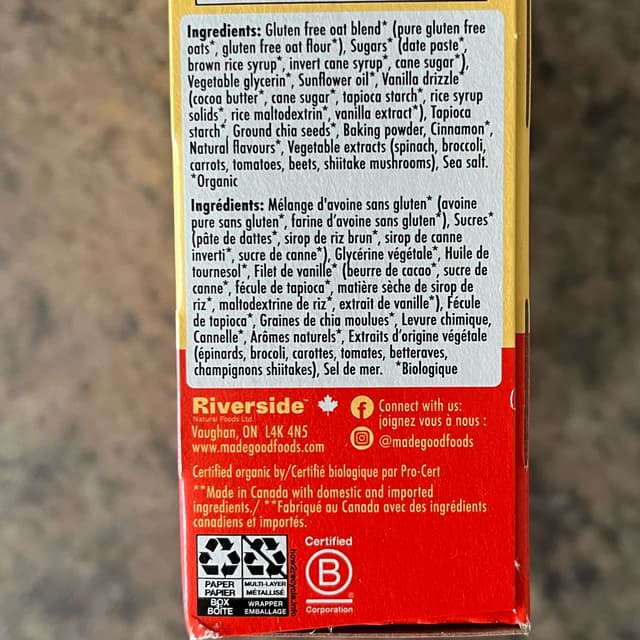 Ingredients: Gluten free oat blend* (pure gluten free
oats*, gluten free oat flour*), Sugars* (date paste*,
brown rice syrup*, invert cane syrup*, cane sugar*),
Vegetable glycerin*, Sunflower oil*, Vanilla drizzle
(cocoa butter*, cane sugar*, tapioca starch*, rice syrup
solids*, rice maltodextrin*, vanilla extract*), Tapioca
starch*, Ground chia seeds*, Baking powder, Cinnamon*,
Natural flavours*, Vegetable extracts (spinach, broccoli,
carrots, tomatoes, beets, shiitake mushrooms), Sea salt.
*Organic
Ingrédients: Mélange d'avoine sans gluten* (avoine
pure sans gluten*, farine d'avoine sans gluten*), Sucres*
(pâte de dattes*, sirop de riz brun*, sirop de canne
inverti*, sucre de canne*), Glycérine végétale*, Huile de
tournesol*, Filet de vanille* (beurre de cacao*, sucre de
canne*, fécule de tapioca*, matière sèche de sirop de
riz*, maltodextrine de riz*, extrait de vanille*), Fécule
de tapioca*, Graines de chia moulues*, Levure chimique,
Cannelle*, Arômes naturels*, Extraits d'origine végétale
(épinards, brocoli, carottes, tomates, betteraves,
champignons shiitakes), Sel de mer. *Biologique
Riverside™
Natural Foods Ltd.
Vaughan, ON L4K 4N5
www.madegoodfoods.com
Connect with us:
joignez vous à nous :
@madegoodfoods
Certified organic by/Certifié biologique par Pro-Cert
**Made in Canada with domestic and imported
ingredients./ **Fabriqué au Canada avec des ingrédients
canadiens et importés.
PAPER
PAPIER
BOX
BOÎTE
MULTI-LAYER
MÉTALLISÉ
WRAPPER
EMBALLAGE
how2recycle.info
Certified
B
Corporation